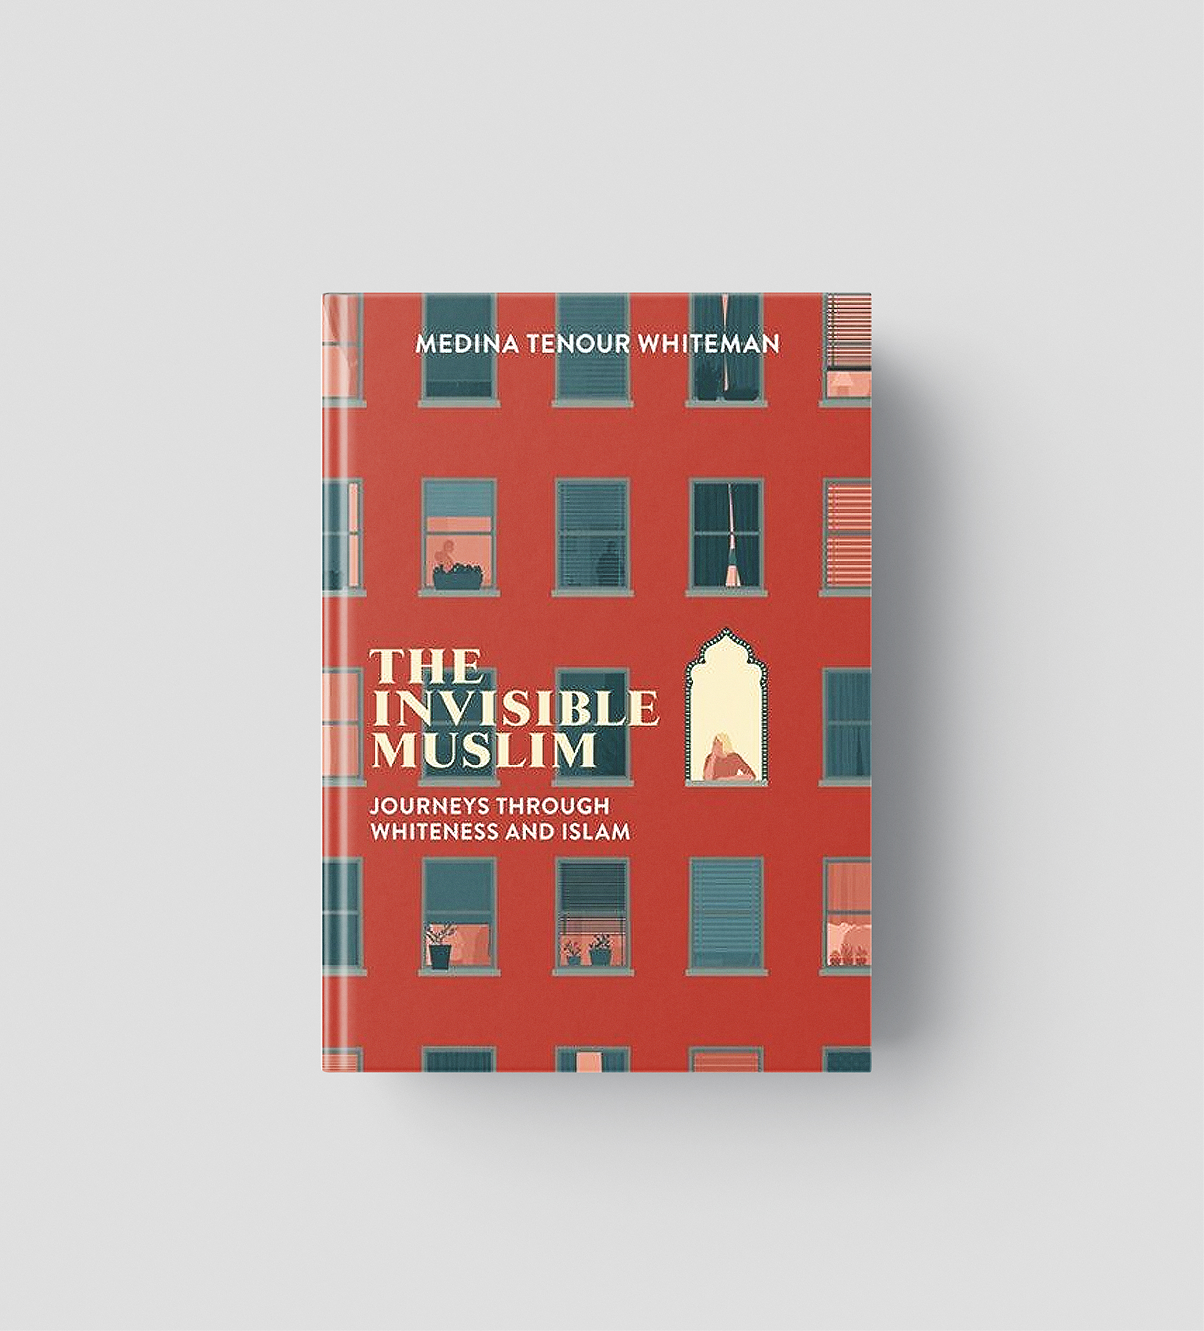 MEDINA TENOUR WHITEMAN
THE
INVISIBLE
MUSLIM
JOURNEYS THROUGH
WHITENESS AND ISLAM